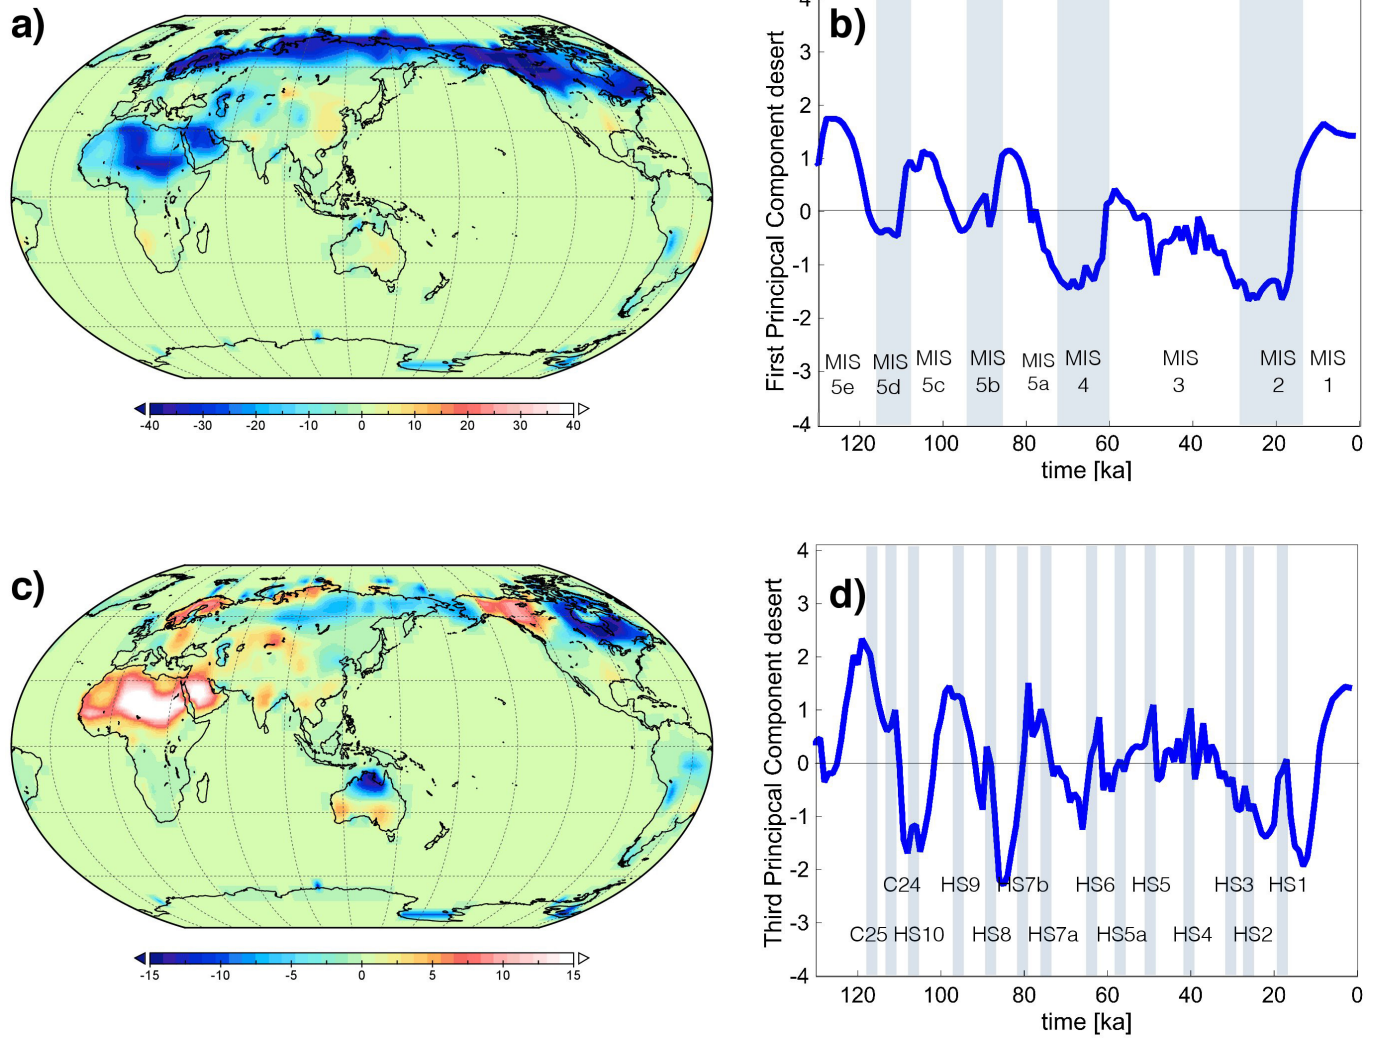 a)
-40 -30 -20 -10 0 10 20 30 40
b)
First Principcal Component desert
4
3
2
1
0
-1
-2
-3
-4
MIS 5e
MIS 5d
MIS 5c
MIS 5b
MIS 5a
MIS 4
MIS 3
MIS 2
MIS 1
120 100 80 60 40 20 0
time [ka]
c)
-15 -10 -5 0 5 10 15
d)
Third Principal Component desert
4
3
2
1
0
-1
-2
-3
-4
C24 HS9 HS7b HS6 HS5 HS3 HS1
C25 HS10 HS8 HS7a HS5a HS4 HS2
120 100 80 60 40 20 0
time [ka]